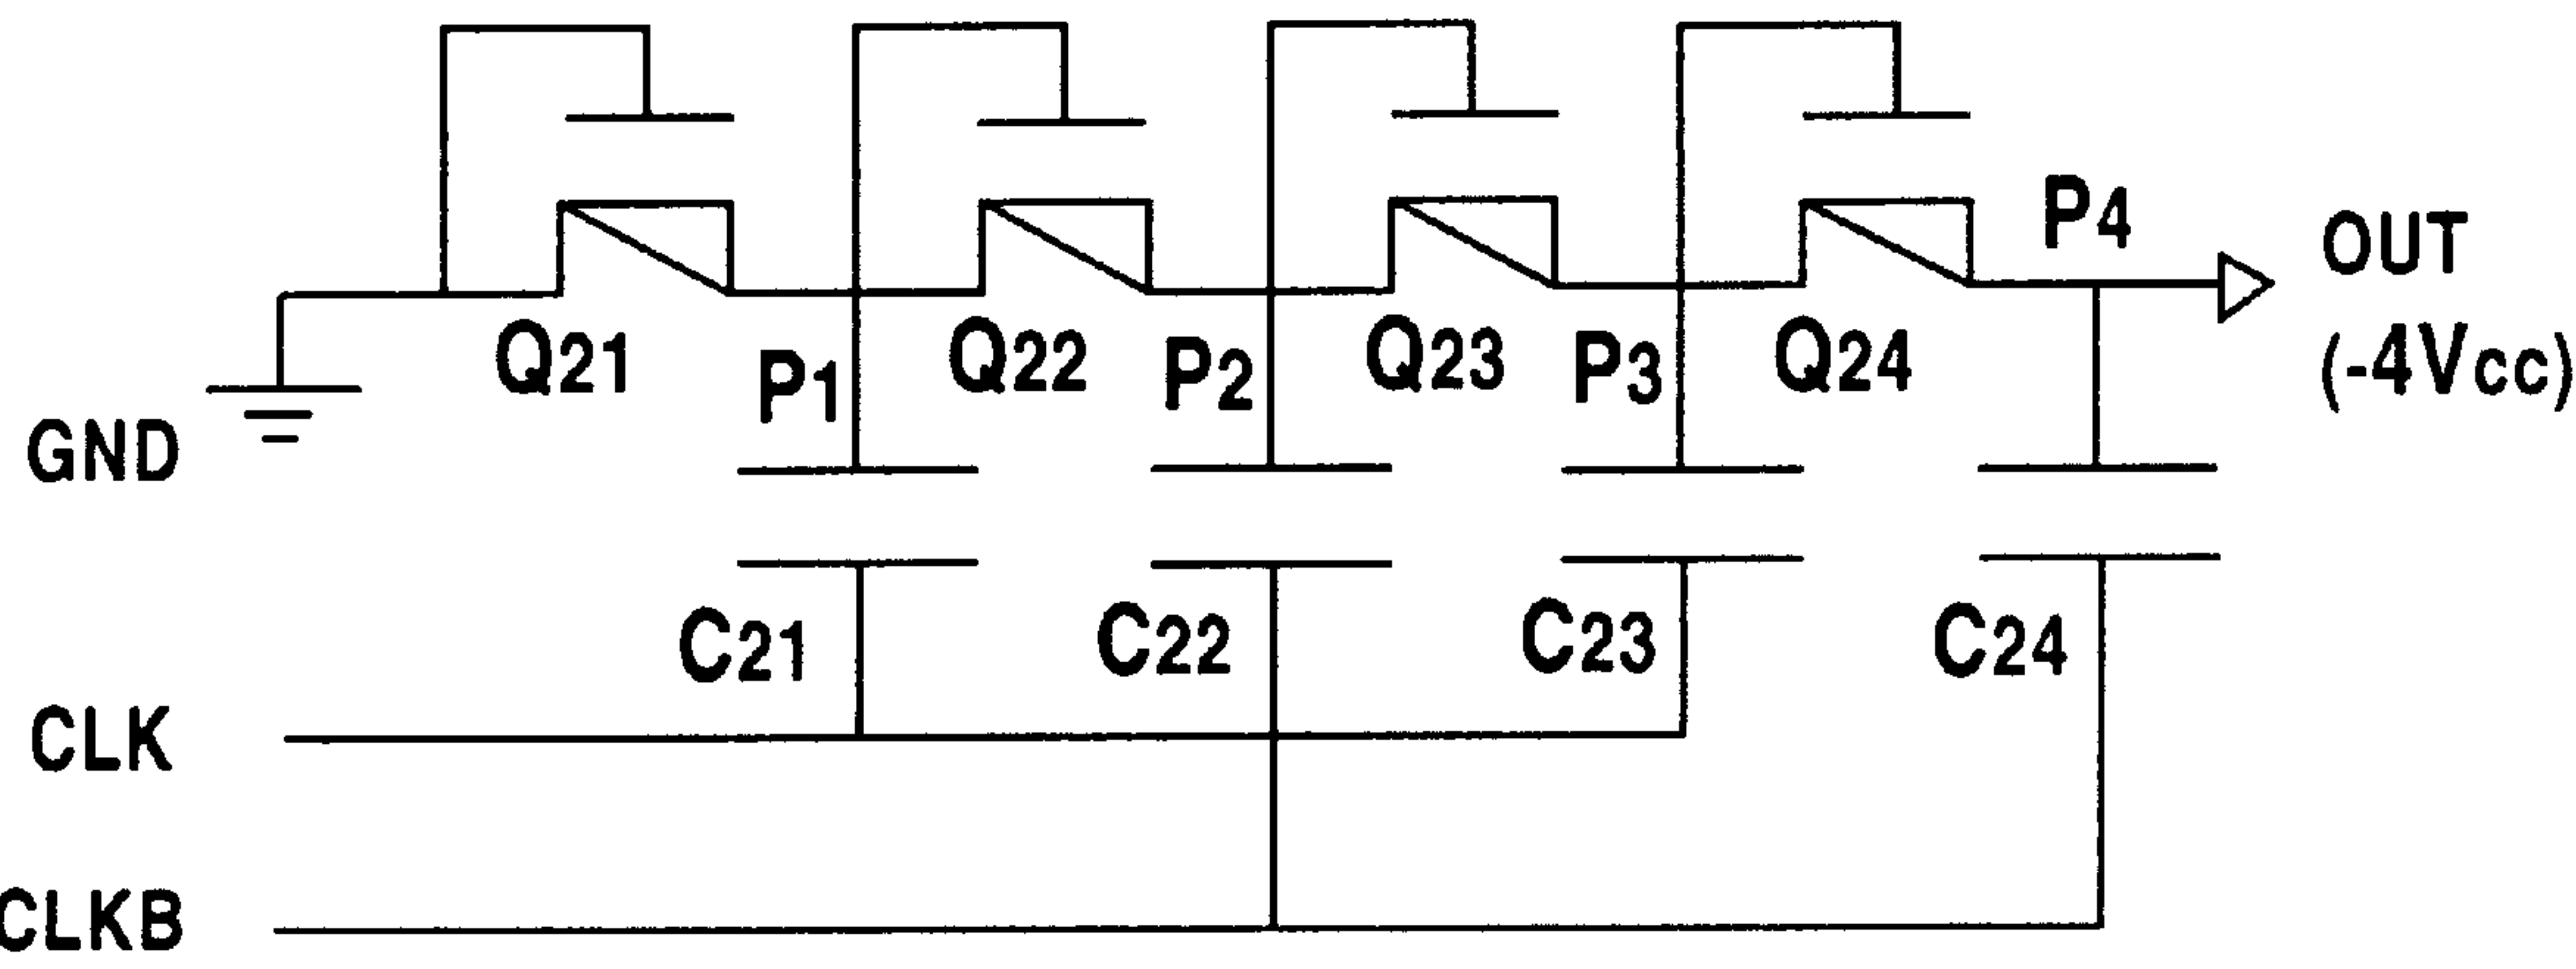 P4
OUT
(-4Vcc)
Q21
P1
Q22
P2
Q23
P3
Q24
GND
C21
C22
C23
C24
CLK
CLKB